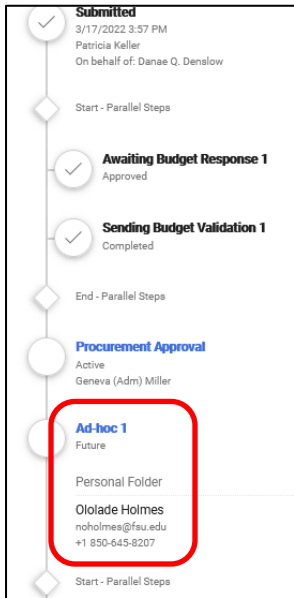 Submitted
3/17/2022 3:57 PM
Patricia Keller
On behalf of: Danae Q. Denslow
Start - Parallel Steps
Awaiting Budget Response 1
Approved
Sending Budget Validation 1
Completed
End - Parallel Steps
Procurement Approval
Active
Geneva (Adm) Miller
Ad-hoc 1
Future
Personal Folder
Ololade Holmes
noholmes@fsu.edu
+1 850-645-8207
Start - Parallel Steps